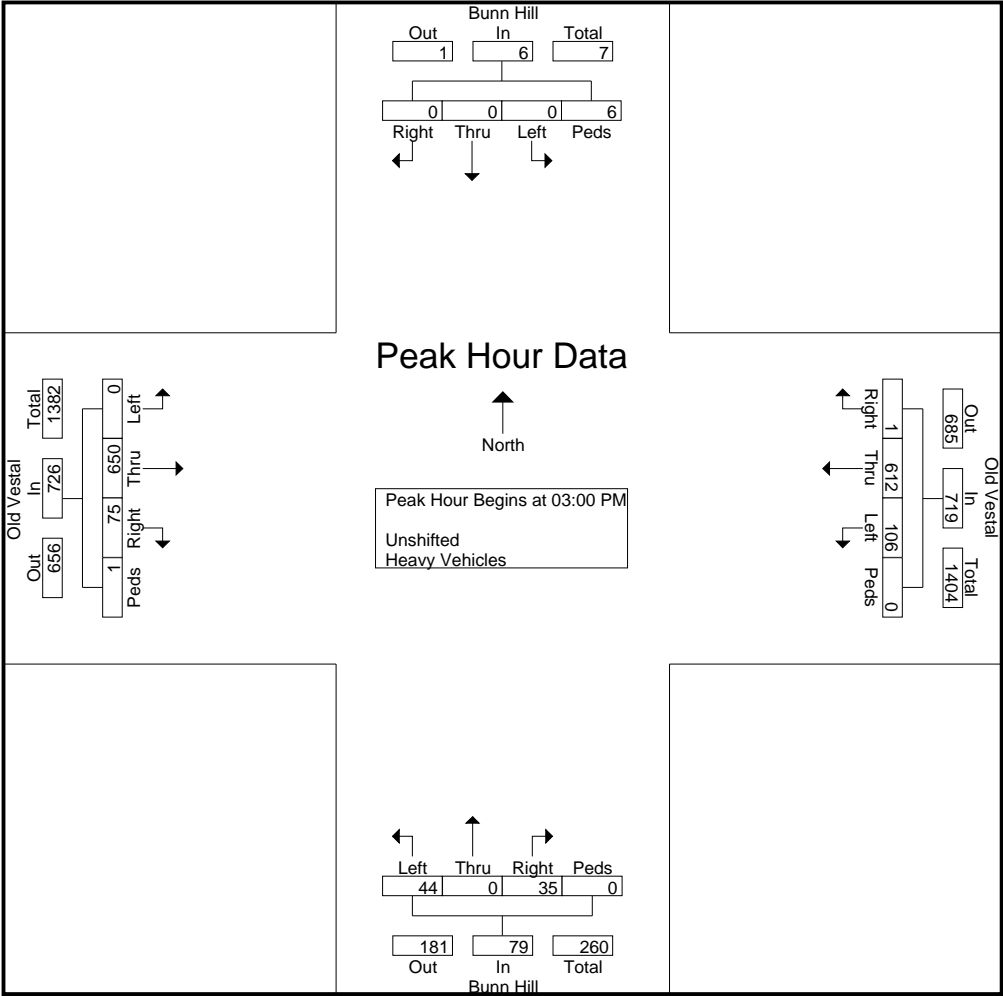 Bunn Hill
Out In Total
1 6 7
0 0 0 6
Right Thru Left Peds
Peak Hour Data
North
Peak Hour Begins at 03:00 PM
Unshifted
Heavy Vehicles
Old Vestal
Total In Out
1382 726 656
0 650 75 1
Left Thru Right Peds
Old Vestal
Out In Total
685 719 1404
1 612 106 0
Right Thru Left Peds
Left Thru Right Peds
44 0 35 0
181 79 260
Out In Total
Bunn Hill